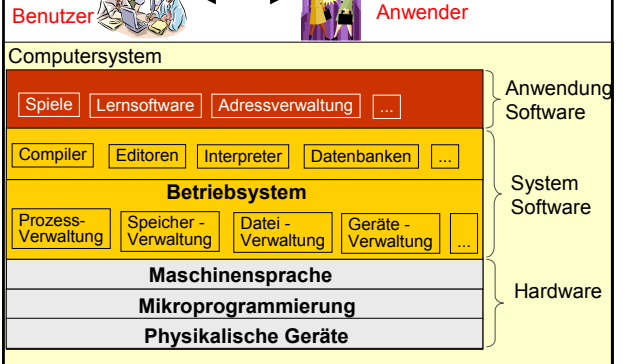 Benutzer
Anwender
Computersystem
Spiele Lernsoftware Adressverwaltung ...
Anwendung
Software
Compiler Editoren Interpreter Datenbanken ...
Betriebsystem
System
Software
Prozess-
Verwaltung
Speicher -
Verwaltung
Datei -
Verwaltung
Geräte -
Verwaltung
...
Maschinensprache
Mikroprogrammierung
Physikalische Geräte
Hardware